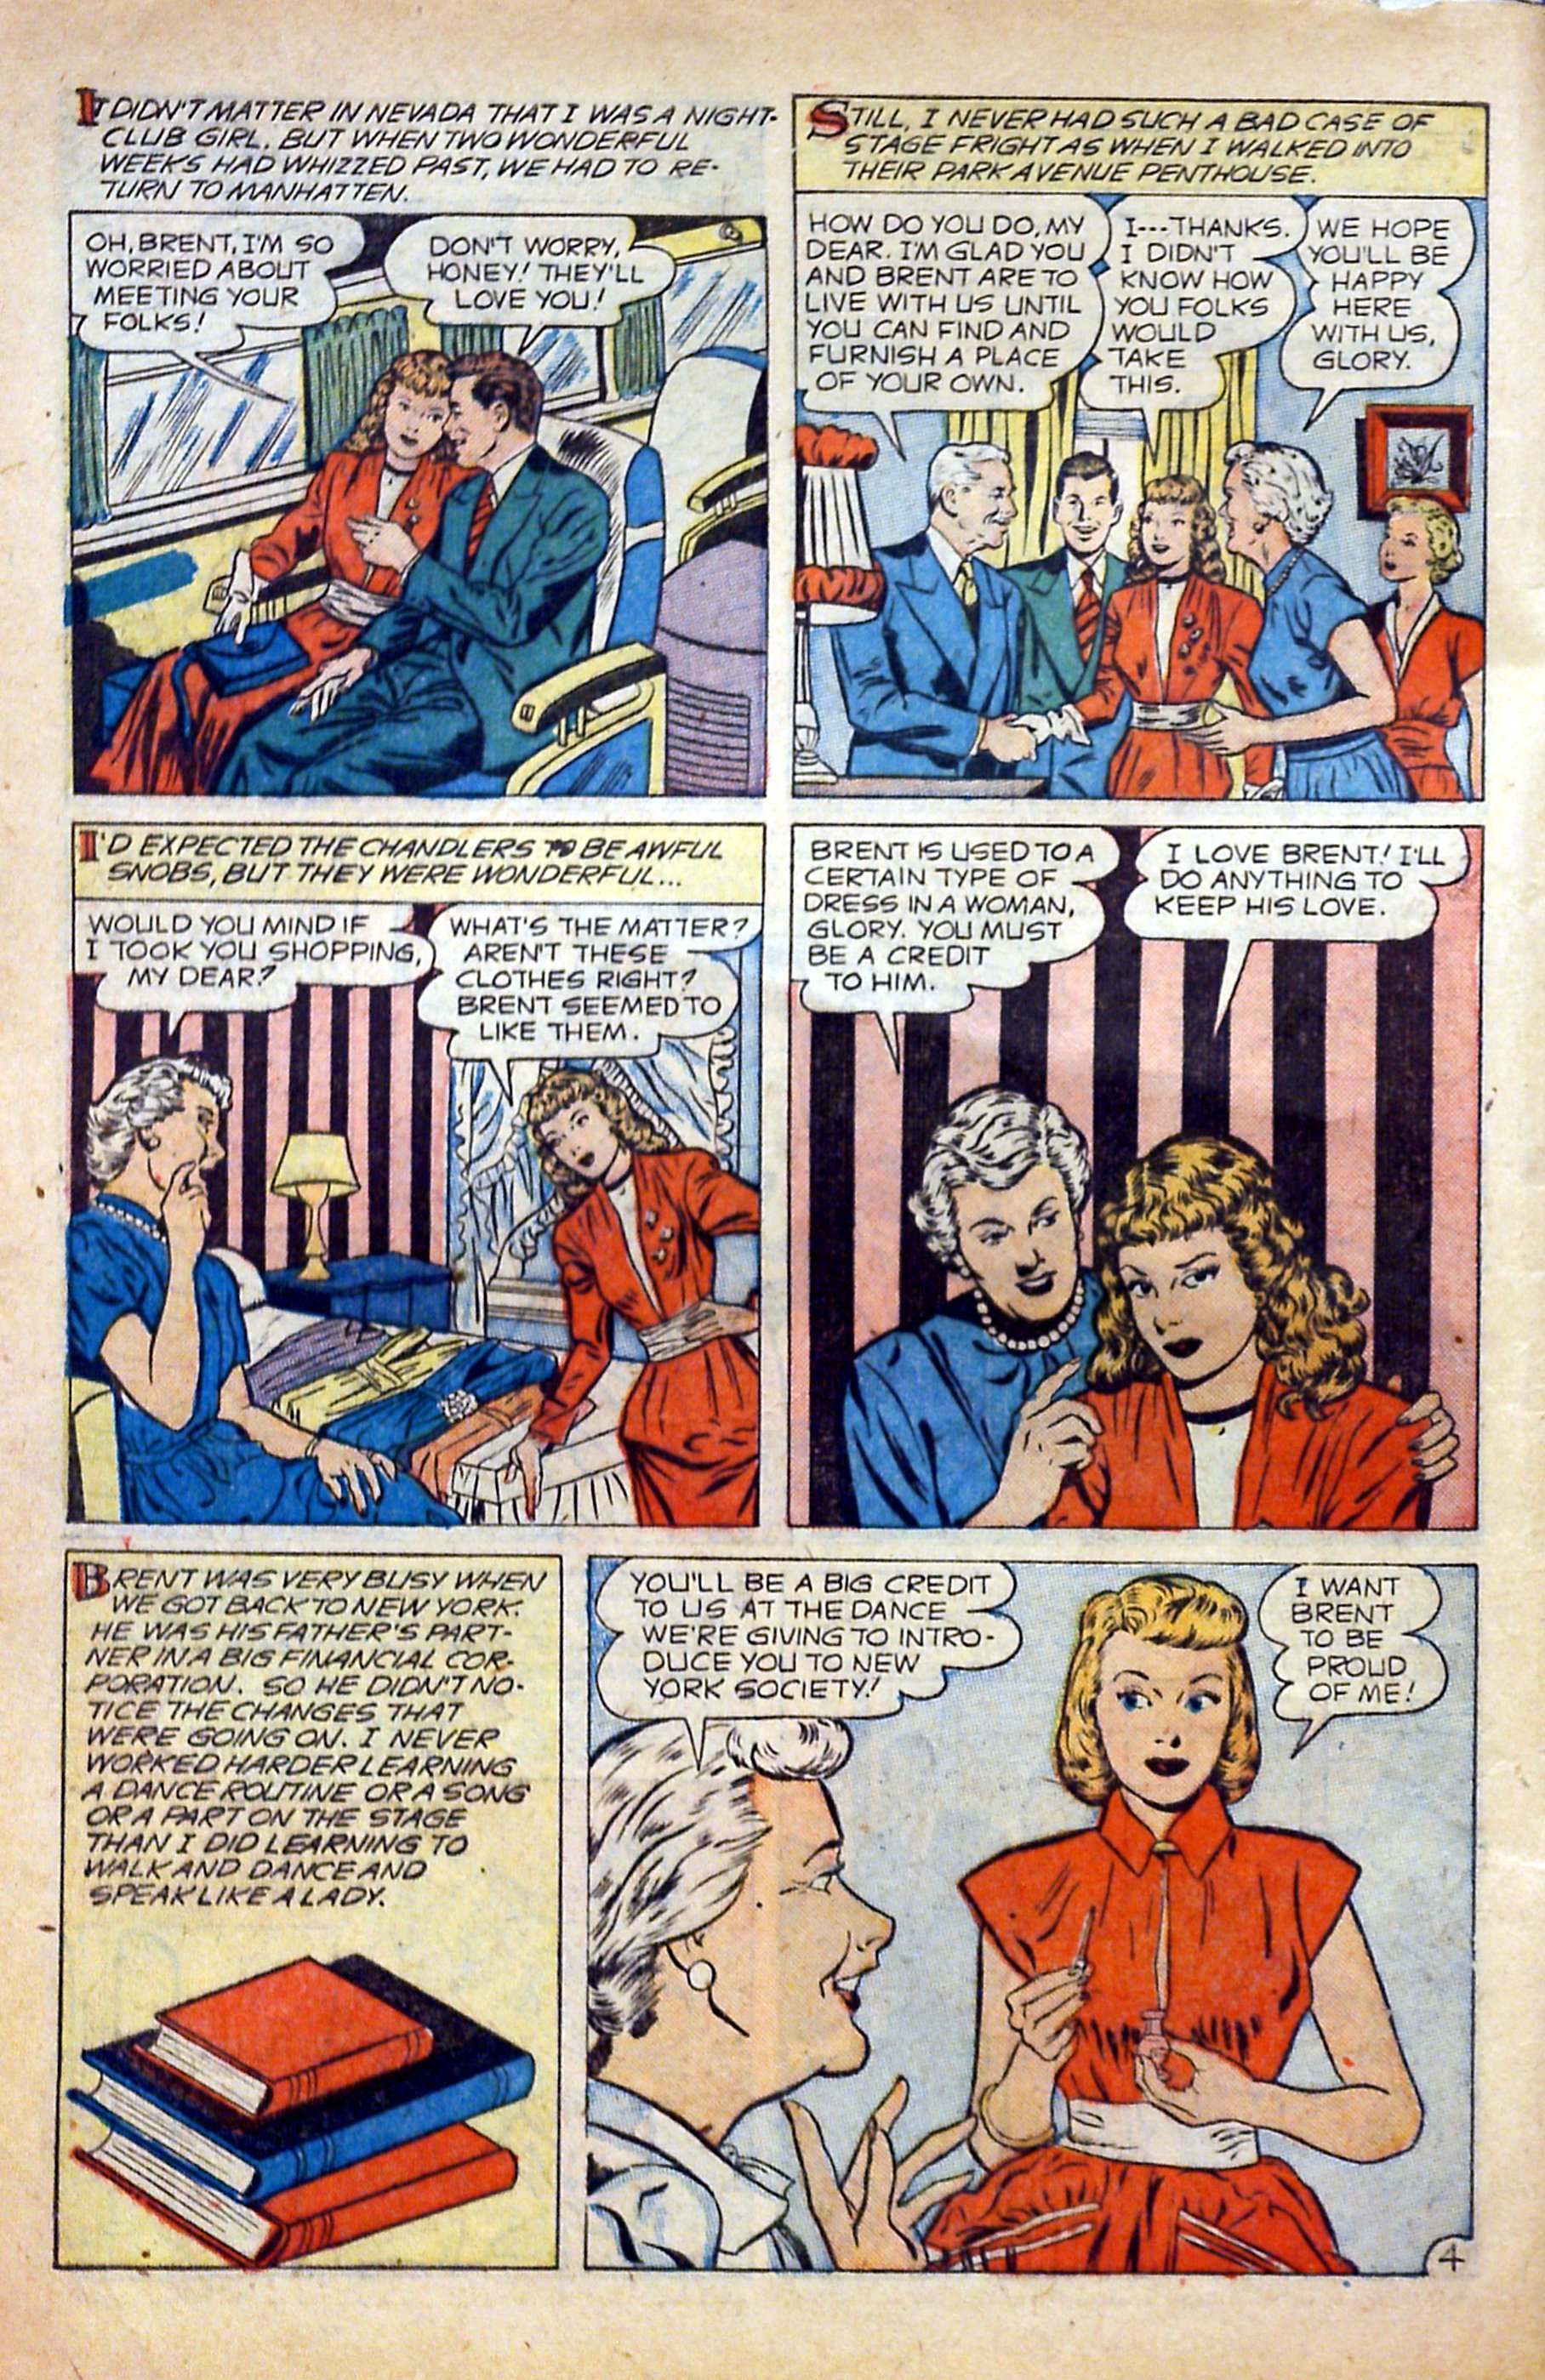 IT DIDN'T MATTER IN NEVADA THAT I WAS A NIGHT-
CLUB GIRL. BUT WHEN TWO WONDERFUL
WEEKS HAD WHIZZED PAST, WE HAD TO RE-
TURN TO MANHATTEN.
OH, BRENT, I'M SO
WORRIED ABOUT
MEETING YOUR
FOLKS!
DON'T WORRY,
HONEY! THEY'LL
LOVE YOU!
STILL, I NEVER HAD SUCH A BAD CASE OF
STAGE FRIGHT AS WHEN I WALKED INTO
THEIR PARK AVENUE PENTHOUSE.
HOW DO YOU DO, MY
DEAR. I'M GLAD YOU
AND BRENT ARE TO
LIVE WITH US UNTIL
YOU CAN FIND AND
FURNISH A PLACE
OF YOUR OWN.
I---THANKS.
I DIDN'T
KNOW HOW
YOU FOLKS
WOULD
TAKE
THIS.
WE HOPE
YOU'LL BE
HAPPY
HERE
WITH US,
GLORY.
I'D EXPECTED THE CHANDLERS TO BE AWFUL
SNOBS, BUT THEY WERE WONDERFUL...
WOULD YOU MIND IF
I TOOK YOU SHOPPING,
MY DEAR?
WHAT'S THE MATTER?
AREN'T THESE
CLOTHES RIGHT?
BRENT SEEMED TO
LIKE THEM.
BRENT IS USED TO A
CERTAIN TYPE OF
DRESS IN A WOMAN,
GLORY. YOU MUST
BE A CREDIT
TO HIM.
I LOVE BRENT! I'LL
DO ANYTHING TO
KEEP HIS LOVE.
BRENT WAS VERY BUSY WHEN
WE GOT BACK TO NEW YORK.
HE WAS HIS FATHER'S PART-
NER IN A BIG FINANCIAL COR-
PORATION. SO HE DIDN'T NO-
TICE THE CHANGES THAT
WERE GOING ON. I NEVER
WORKED HARDER LEARNING
A DANCE ROUTINE OR A SONG
OR A PART ON THE STAGE
THAN I DID LEARNING TO
WALK AND DANCE AND
SPEAK LIKE A LADY.
YOU'LL BE A BIG CREDIT
TO US AT THE DANCE
WE'RE GIVING TO INTRO-
DUCE YOU TO NEW
YORK SOCIETY!
I WANT
BRENT
TO BE
PROUD
OF ME!
4